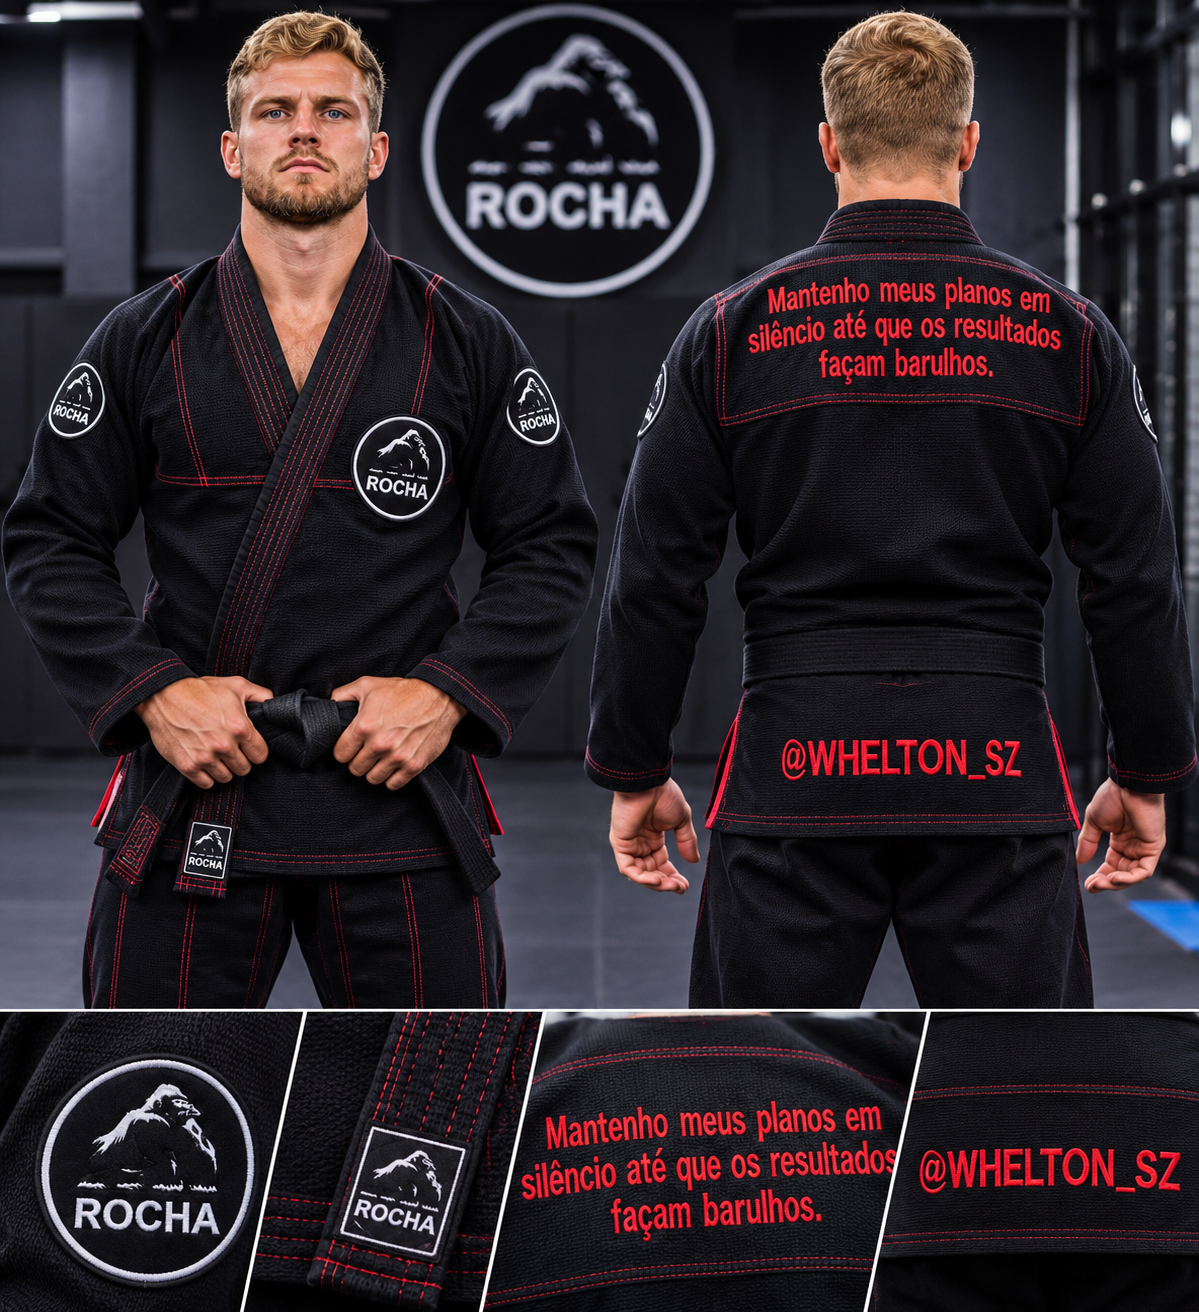 ROCHA
ROCHA
ROCHA
ROCHA
ROCHA
Mantenho meus planos em
silêncio até que os resultados
façam barulhos.
@WHELTON_SZ
ROCHA
ROCHA
Mantenho meus planos em
silêncio até que os resultados
façam barulhos.
@WHELTON_SZ